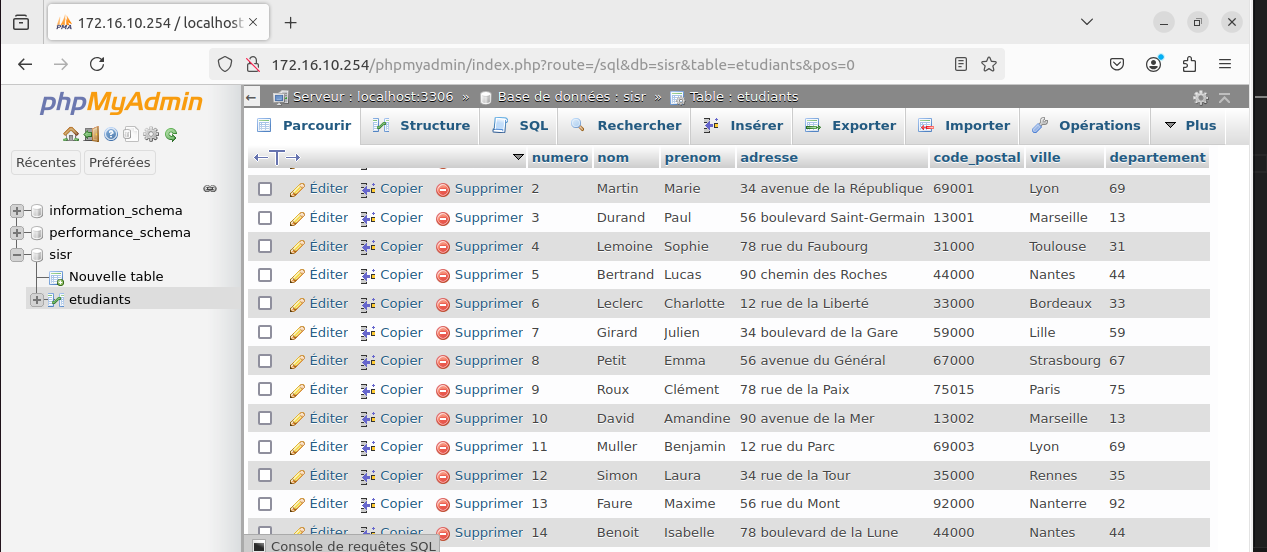 172.16.10.254 / localhost
172.16.10.254/phpmyadmin/index.php?route=/sql&db=sisr&table=etudiants&pos=0
phpMyAdmin
Récentes Préférées
information_schema
performance_schema
sisr
Nouvelle table
etudiants
Serveur : localhost:3306 » Base de données : sisr » Table : etudiants
Parcourir Structure SQL Rechercher Insérer Exporter Importer Opérations Plus
numero nom prenom adresse code_postal ville departement
Éditer Copier Supprimer 2 Martin Marie 34 avenue de la République 69001 Lyon 69
Éditer Copier Supprimer 3 Durand Paul 56 boulevard Saint-Germain 13001 Marseille 13
Éditer Copier Supprimer 4 Lemoine Sophie 78 rue du Faubourg 31000 Toulouse 31
Éditer Copier Supprimer 5 Bertrand Lucas 90 chemin des Roches 44000 Nantes 44
Éditer Copier Supprimer 6 Leclerc Charlotte 12 rue de la Liberté 33000 Bordeaux 33
Éditer Copier Supprimer 7 Girard Julien 34 boulevard de la Gare 59000 Lille 59
Éditer Copier Supprimer 8 Petit Emma 56 avenue du Général 67000 Strasbourg 67
Éditer Copier Supprimer 9 Roux Clément 78 rue de la Paix 75015 Paris 75
Éditer Copier Supprimer 10 David Amandine 90 avenue de la Mer 13002 Marseille 13
Éditer Copier Supprimer 11 Muller Benjamin 12 rue du Parc 69003 Lyon 69
Éditer Copier Supprimer 12 Simon Laura 34 rue de la Tour 35000 Rennes 35
Éditer Copier Supprimer 13 Faure Maxime 56 rue du Mont 92000 Nanterre 92
Éditer Copier Supprimer 14 Benoit Isabelle 78 boulevard de la Lune 44000 Nantes 44
Console de requêtes SQL